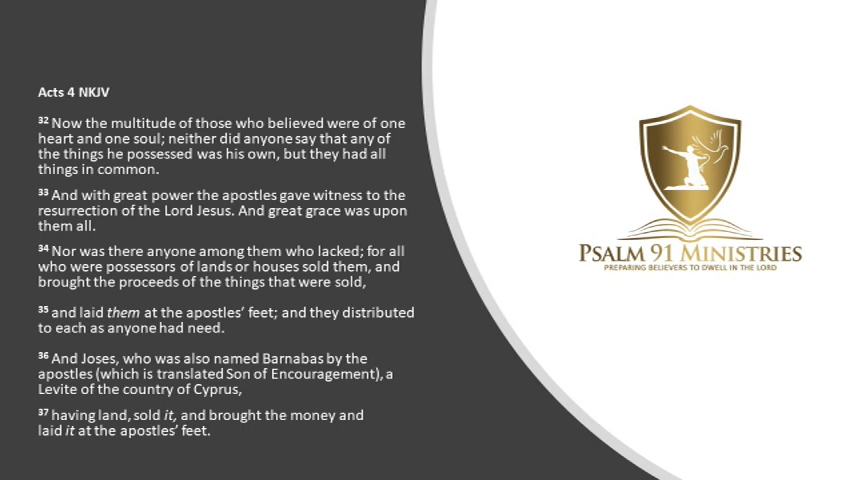 Acts 4 NKJV
32 Now the multitude of those who believed were of one
heart and one soul; neither did anyone say that any of
the things he possessed was his own, but they had all
things in common.
33 And with great power the apostles gave witness to the
resurrection of the Lord Jesus. And great grace was upon
them all.
34 Nor was there anyone among them who lacked; for all
who were possessors of lands or houses sold them, and
brought the proceeds of the things that were sold,
35 and laid them at the apostles’ feet; and they distributed
to each as anyone had need.
36 And Joses, who was also named Barnabas by the
apostles (which is translated Son of Encouragement), a
Levite of the country of Cyprus,
37 having land, sold it, and brought the money and
laid it at the apostles’ feet.
PSALM 91 MINISTRIES
PREPARING BELIEVERS TO DWELL IN THE LORD